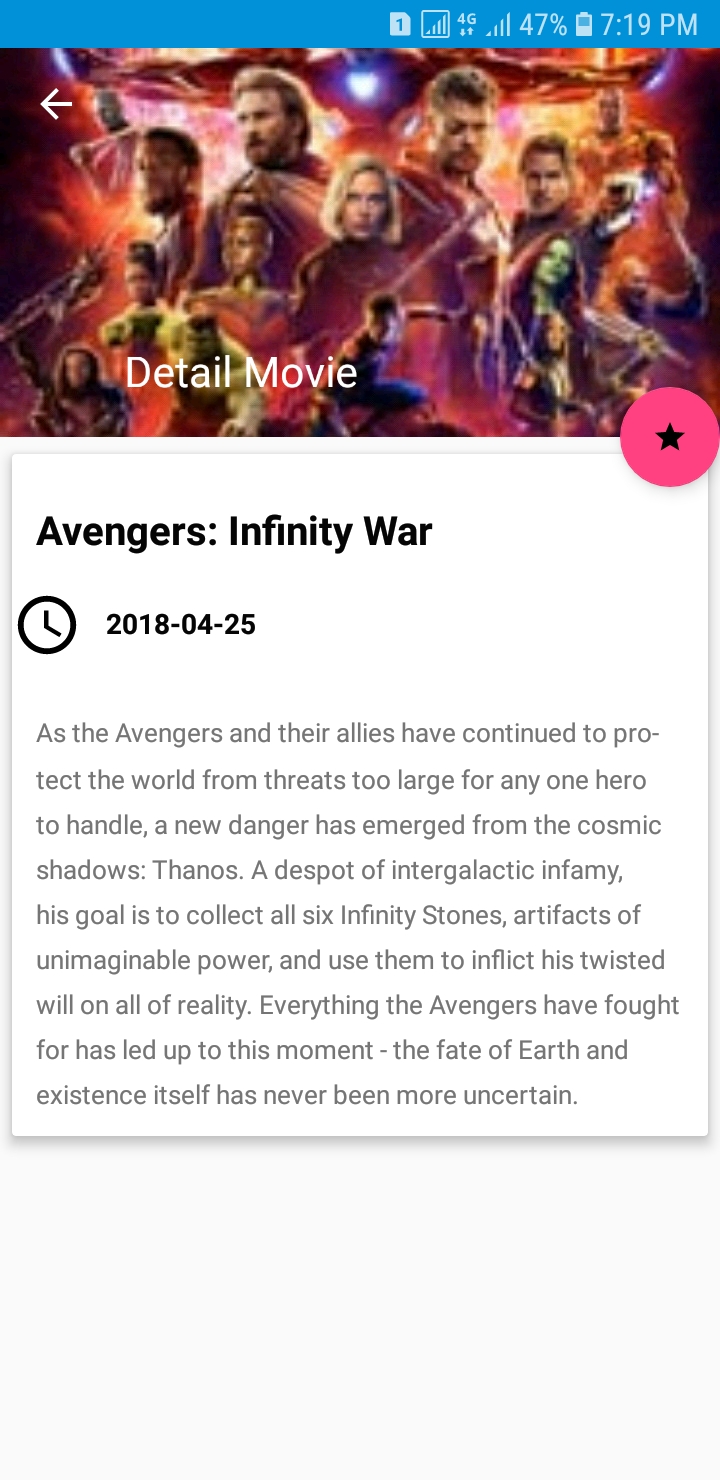 1 4G 47% 7:19 PM
Detail Movie
Avengers: Infinity War
2018-04-25
As the Avengers and their allies have continued to pro-
tect the world from threats too large for any one hero
to handle, a new danger has emerged from the cosmic
shadows: Thanos. A despot of intergalactic infamy,
his goal is to collect all six Infinity Stones, artifacts of
unimaginable power, and use them to inflict his twisted
will on all of reality. Everything the Avengers have fought
for has led up to this moment - the fate of Earth and
existence itself has never been more uncertain.